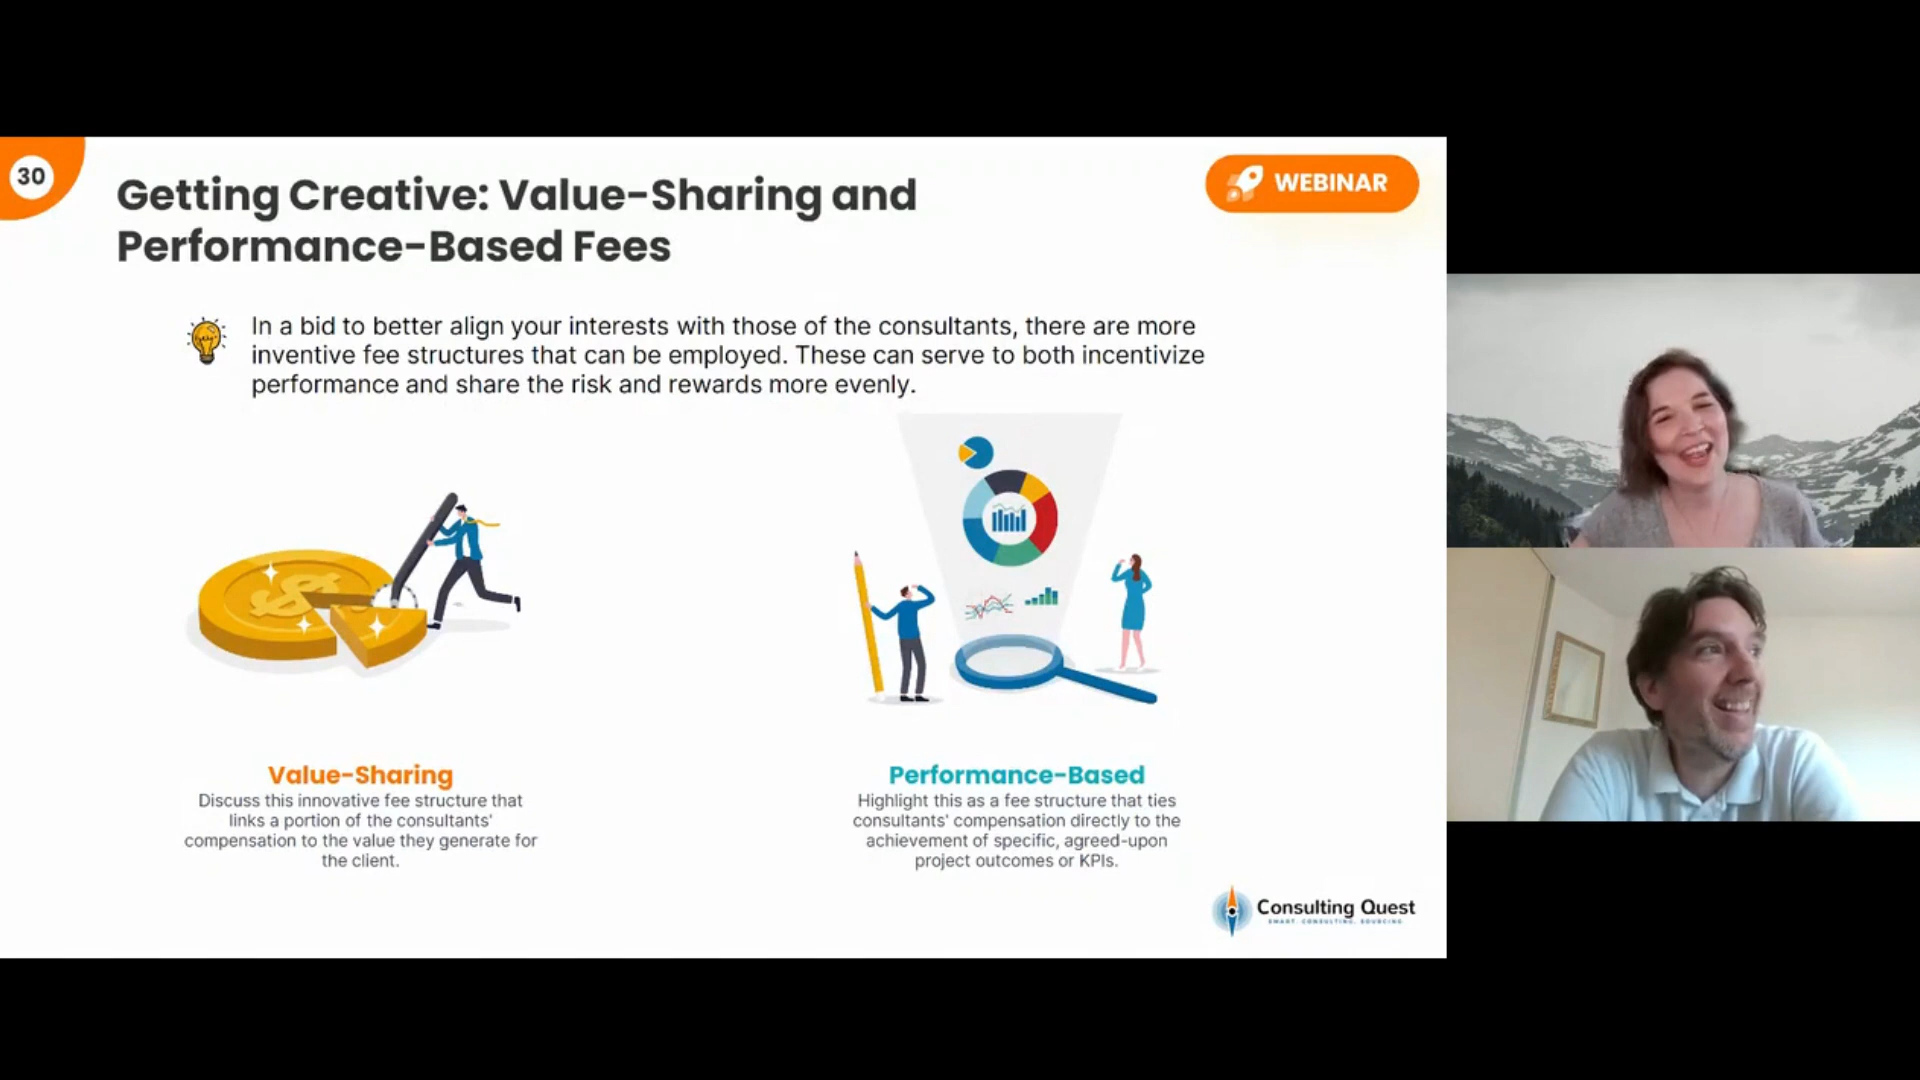 30
Getting Creative: Value-Sharing and
Performance-Based Fees
WEBINAR
In a bid to better align your interests with those of the consultants, there are more
inventive fee structures that can be employed. These can serve to both incentivize
performance and share the risk and rewards more evenly.
Value-Sharing
Discuss this innovative fee structure that
links a portion of the consultants'
compensation to the value they generate for
the client.
Performance-Based
Highlight this as a fee structure that ties
consultants' compensation directly to the
achievement of specific, agreed-upon
project outcomes or KPIs.
Consulting Quest
SMART. CONSULTING. SOURCING